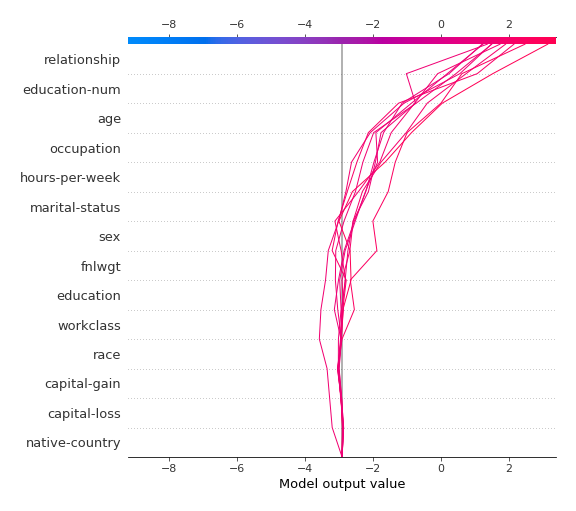 −8 −6 −4 −2 0 2
relationship
education-num
age
occupation
hours-per-week
marital-status
sex
fnlwgt
education
workclass
race
capital-gain
capital-loss
native-country
−8 −6 −4 −2 0 2
Model output value